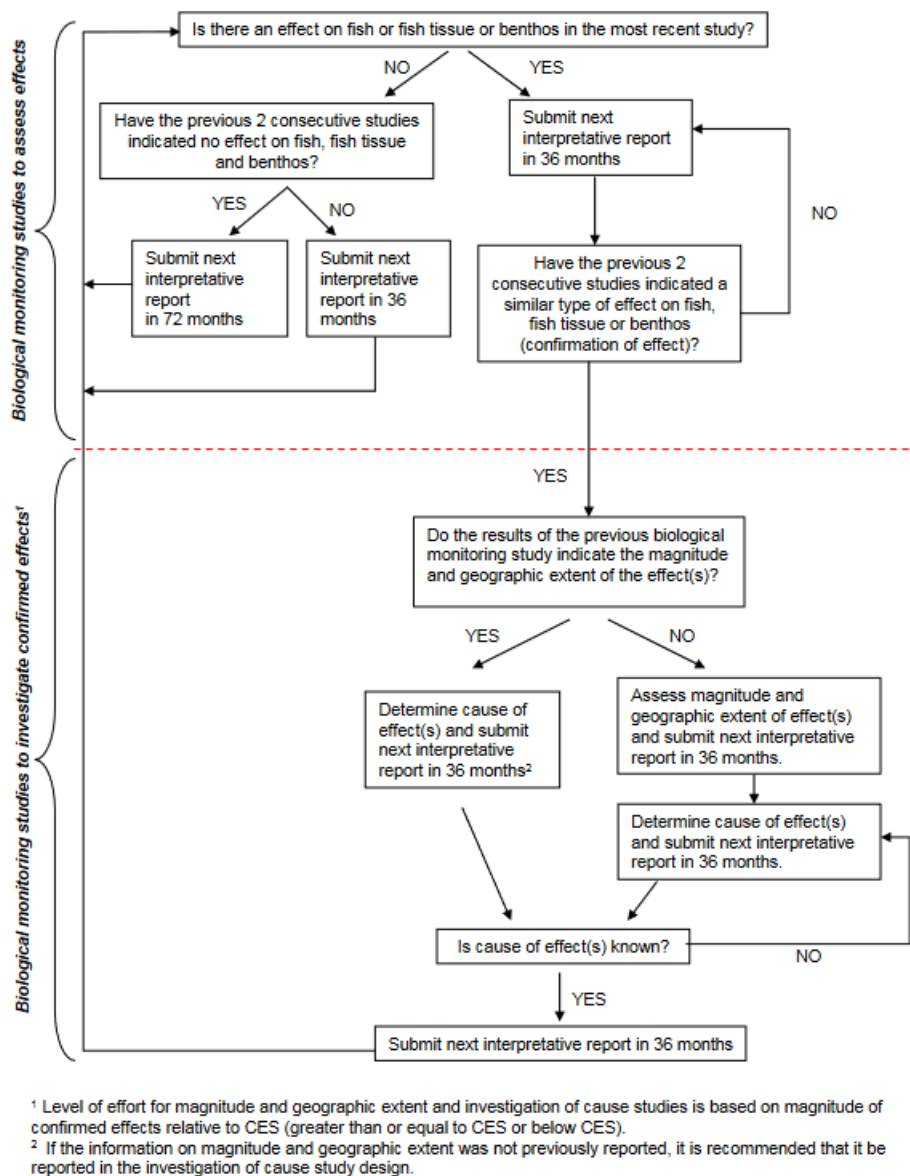 Biological monitoring studies to assess effects
Is there an effect on fish or fish tissue or benthos in the most recent study?
NO
YES
Have the previous 2 consecutive studies
indicated no effect on fish, fish tissue
and benthos?
Submit next
interpretative report
in 36 months
YES
NO
NO
Submit next
interpretative
report
in 72 months
Submit next
interpretative
report in 36
months
Have the previous 2
consecutive studies
indicated a
similar type of effect on fish,
fish tissue or benthos
(confirmation of effect)?
Biological monitoring studies to investigate confirmed effects¹
YES
Do the results of the previous biological
monitoring study indicate the magnitude
and geographic extent of the effect(s)?
YES
NO
Determine cause of
effect(s) and submit
next interpretative
report in 36 months²
Assess magnitude and
geographic extent of effect(s)
and submit next interpretative
report in 36 months.
Determine cause of effect(s)
and submit next interpretative
report in 36 months.
Is cause of effect(s) known?
NO
YES
Submit next interpretative report in 36 months
¹ Level of effort for magnitude and geographic extent and investigation of cause studies is based on magnitude of
confirmed effects relative to CES (greater than or equal to CES or below CES).
² If the information on magnitude and geographic extent was not previously reported, it is recommended that it be
reported in the investigation of cause study design.